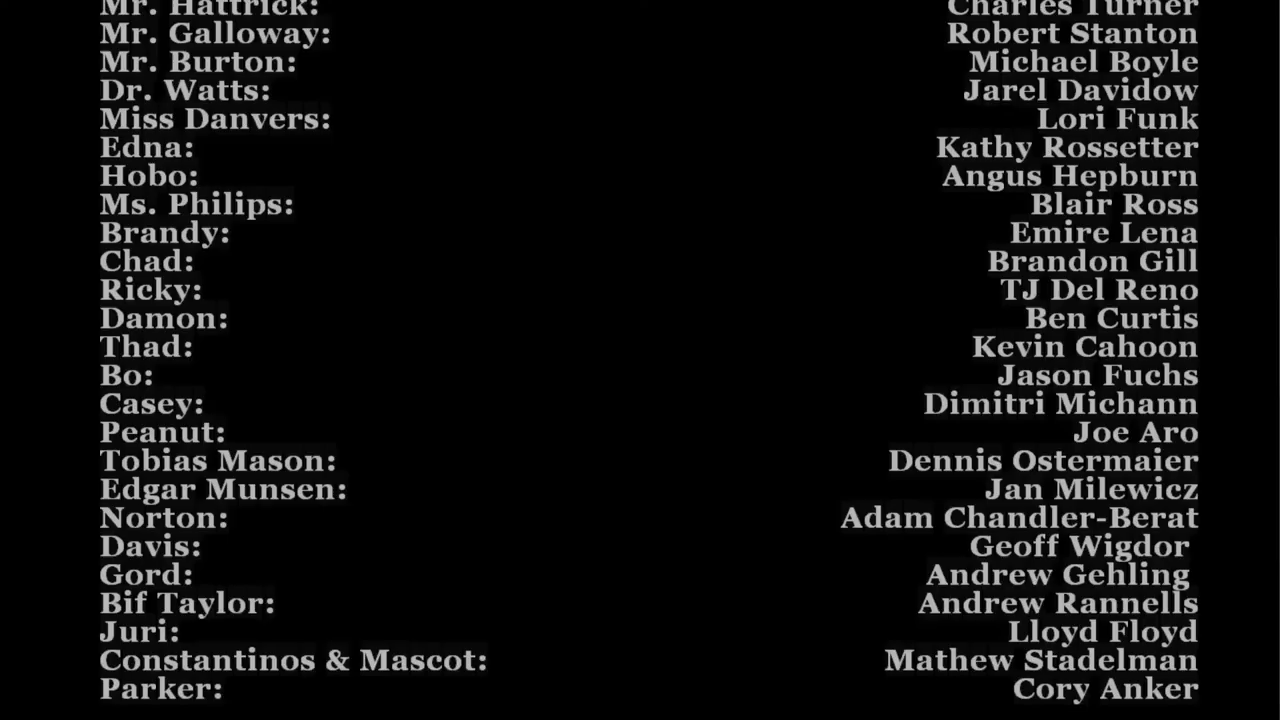 Mr. Hattrick: Charles Turner
Mr. Galloway: Robert Stanton
Mr. Burton: Michael Boyle
Dr. Watts: Jarel Davidow
Miss Danvers: Lori Funk
Edna: Kathy Rossetter
Hobo: Angus Hepburn
Ms. Philips: Blair Ross
Brandy: Emire Lena
Chad: Brandon Gill
Ricky: TJ Del Reno
Damon: Ben Curtis
Thad: Kevin Cahoon
Bo: Jason Fuchs
Casey: Dimitri Michann
Peanut: Joe Aro
Tobias Mason: Dennis Ostermaier
Edgar Munsen: Jan Milewicz
Norton: Adam Chandler-Berat
Davis: Geoff Wigdor
Gord: Andrew Gehling
Bif Taylor: Andrew Rannells
Juri: Lloyd Floyd
Constantinos & Mascot: Mathew Stadelman
Parker: Cory Anker